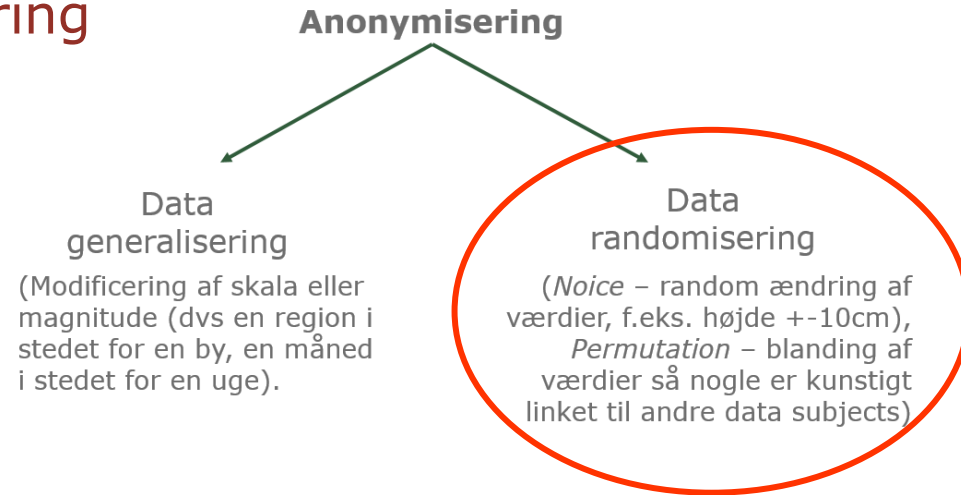 ring
Anonymisering
Data
generalisering
(Modificering af skala eller
magnitude (dvs en region i
stedet for en by, en måned
i stedet for en uge).
Data
randomisering
(Noice – random ændring af
værdier, f.eks. højde +-10cm),
Permutation – blanding af
værdier så nogle er kunstigt
linket til andre data subjects)